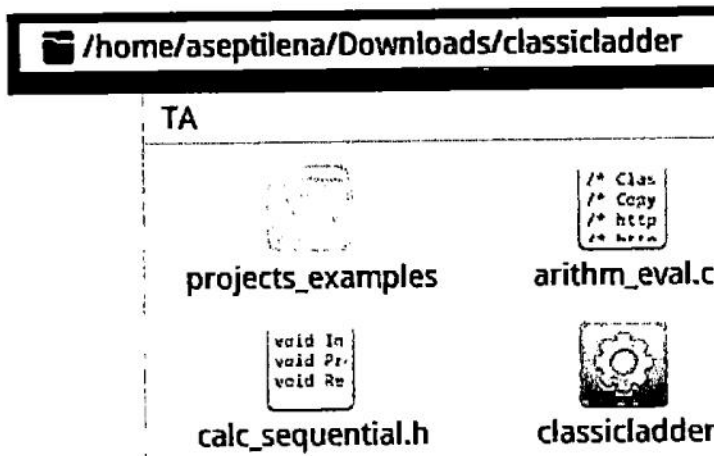 /home/aseptilena/Downloads/classicladder
TA
/* Clas
/* Copy
/* http
projects_examples
arithm_eval.c
void In
void Pr
void Re
calc_sequential.h
classicladder